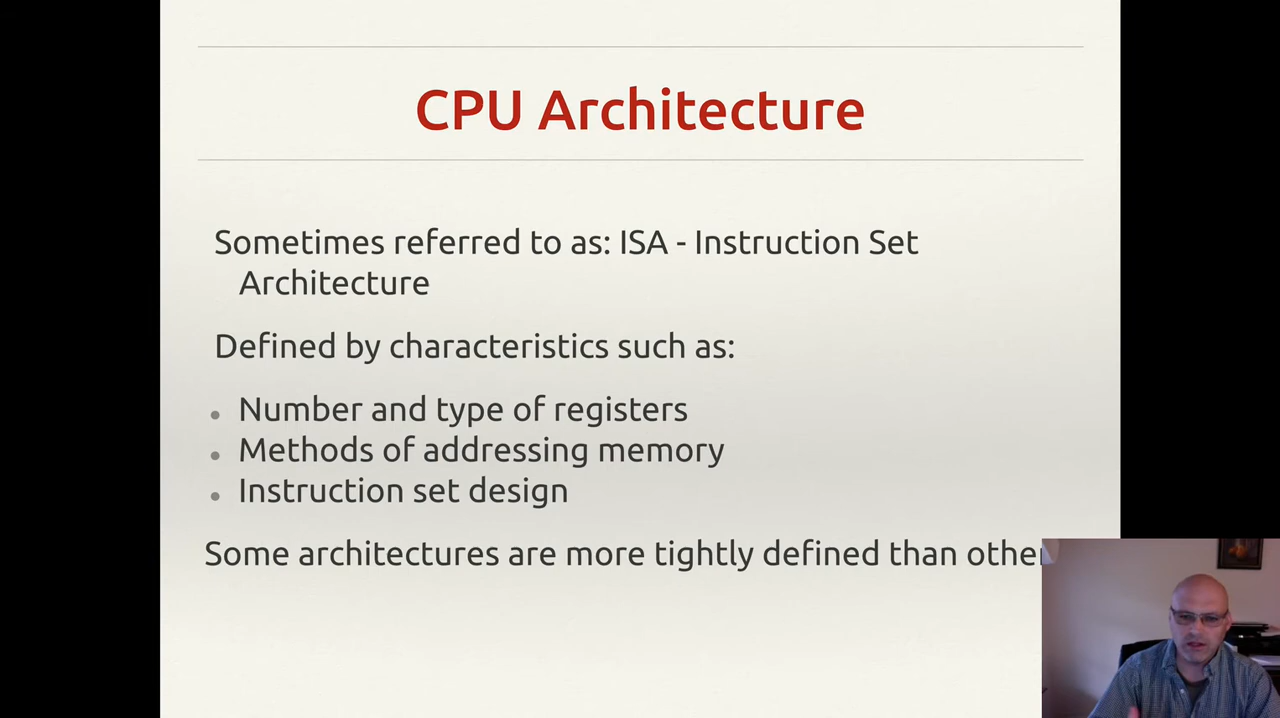 CPU Architecture
Sometimes referred to as: ISA - Instruction Set
Architecture
Defined by characteristics such as:
Number and type of registers
Methods of addressing memory
Instruction set design
Some architectures are more tightly defined than